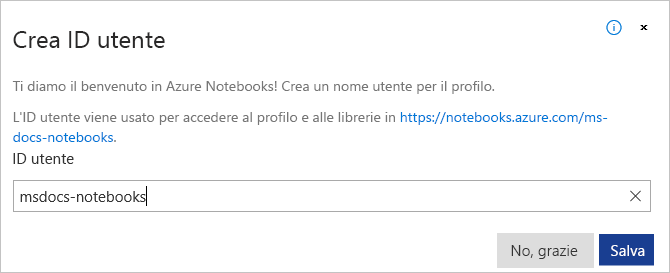 Crea ID utente
Ti diamo il benvenuto in Azure Notebooks! Crea un nome utente per il profilo.
L'ID utente viene usato per accedere al profilo e alle librerie in https://notebooks.azure.com/ms-
docs-notebooks.
ID utente
msdocs-notebooks
No, grazie
Salva